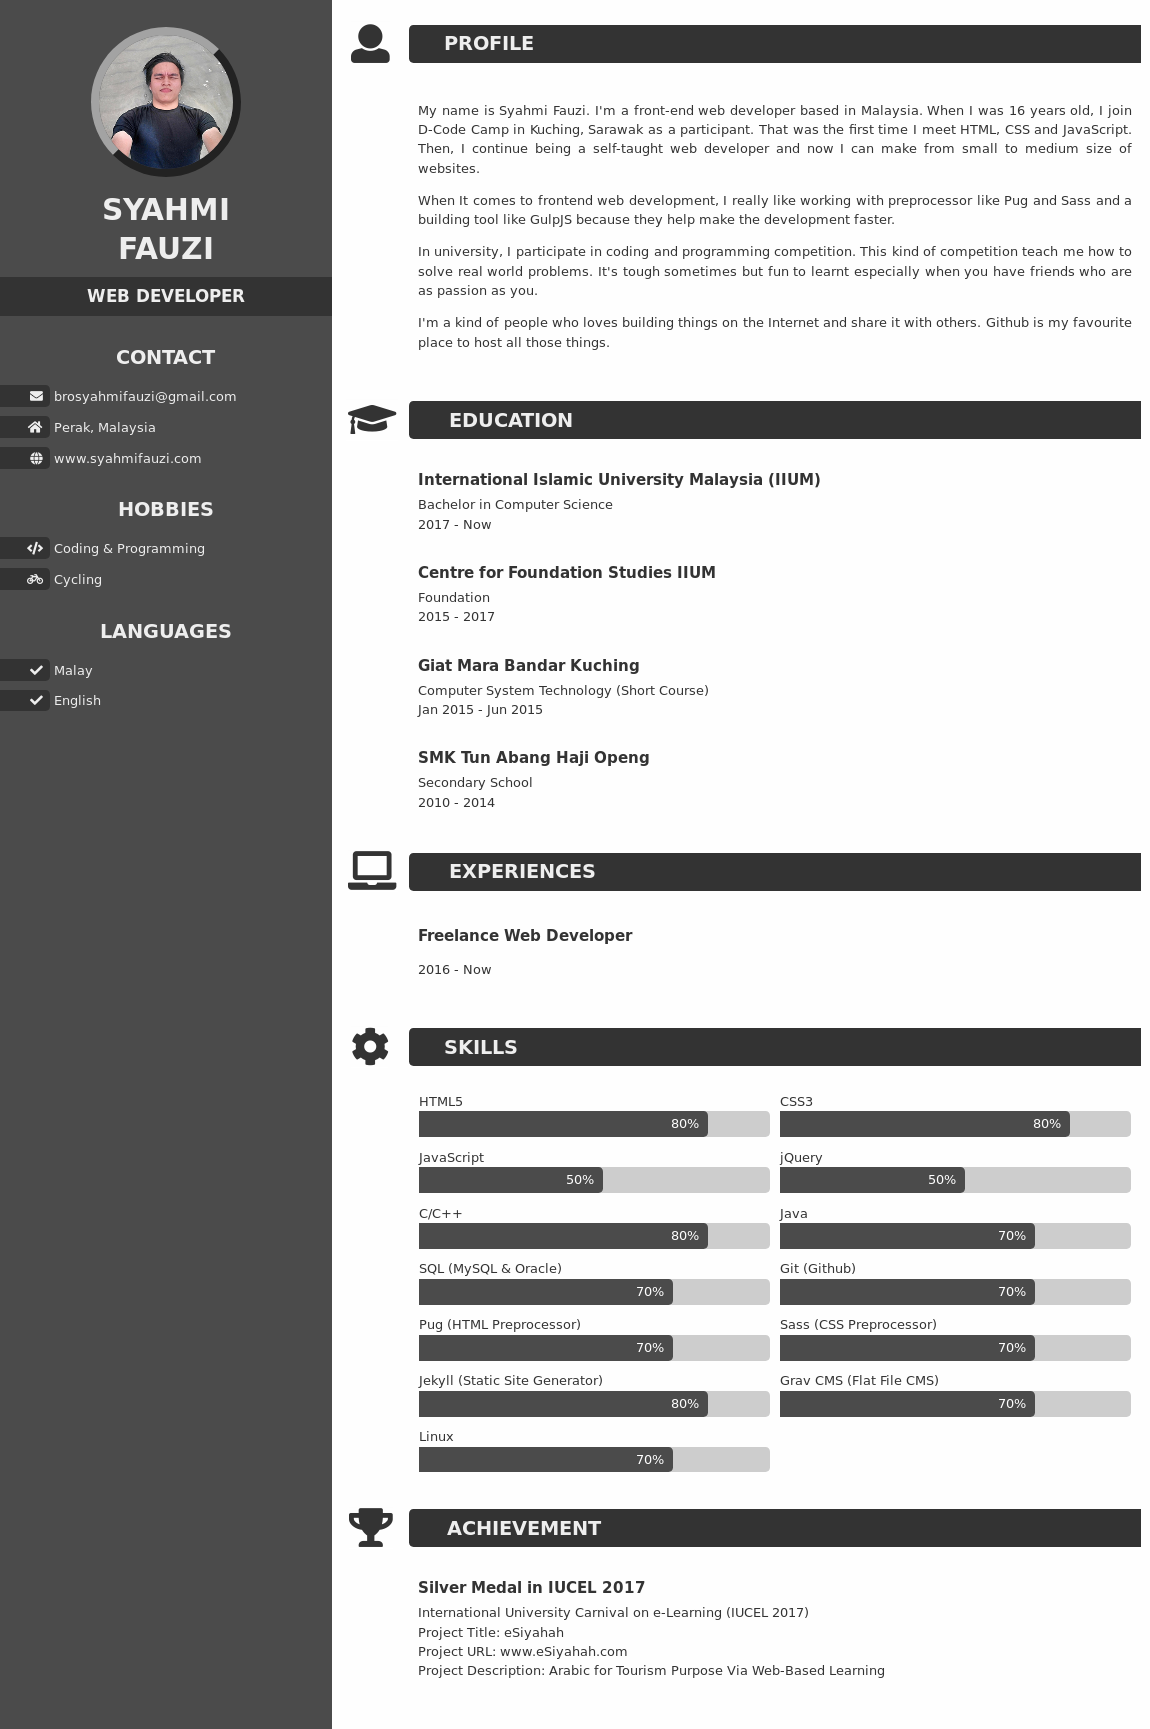 SYAHMI
FAUZI
WEB DEVELOPER
CONTACT
brosyahmifauzi@gmail.com
Perak, Malaysia
www.syahmifauzi.com
HOBBIES
Coding & Programming
Cycling
LANGUAGES
Malay
English
PROFILE
My name is Syahmi Fauzi. I'm a front-end web developer based in Malaysia. When I was 16 years old, I join
D-Code Camp in Kuching, Sarawak as a participant. That was the first time I meet HTML, CSS and JavaScript.
Then, I continue being a self-taught web developer and now I can make from small to medium size of
websites.
When It comes to frontend web development, I really like working with preprocessor like Pug and Sass and a
building tool like GulpJS because they help make the development faster.
In university, I participate in coding and programming competition. This kind of competition teach me how to
solve real world problems. It's tough sometimes but fun to learnt especially when you have friends who are
as passion as you.
I'm a kind of people who loves building things on the Internet and share it with others. Github is my favourite
place to host all those things.
EDUCATION
International Islamic University Malaysia (IIUM)
Bachelor in Computer Science
2017 - Now
Centre for Foundation Studies IIUM
Foundation
2015 - 2017
Giat Mara Bandar Kuching
Computer System Technology (Short Course)
Jan 2015 - Jun 2015
SMK Tun Abang Haji Openg
Secondary School
2010 - 2014
EXPERIENCES
Freelance Web Developer
2016 - Now
SKILLS
HTML5
80%
CSS3
80%
JavaScript
50%
jQuery
50%
C/C++
80%
Java
70%
SQL (MySQL & Oracle)
70%
Git (Github)
70%
Pug (HTML Preprocessor)
70%
Sass (CSS Preprocessor)
70%
Jekyll (Static Site Generator)
80%
Grav CMS (Flat File CMS)
70%
Linux
70%
ACHIEVEMENT
Silver Medal in IUCEL 2017
International University Carnival on e-Learning (IUCEL 2017)
Project Title: eSiyahah
Project URL: www.eSiyahah.com
Project Description: Arabic for Tourism Purpose Via Web-Based Learning